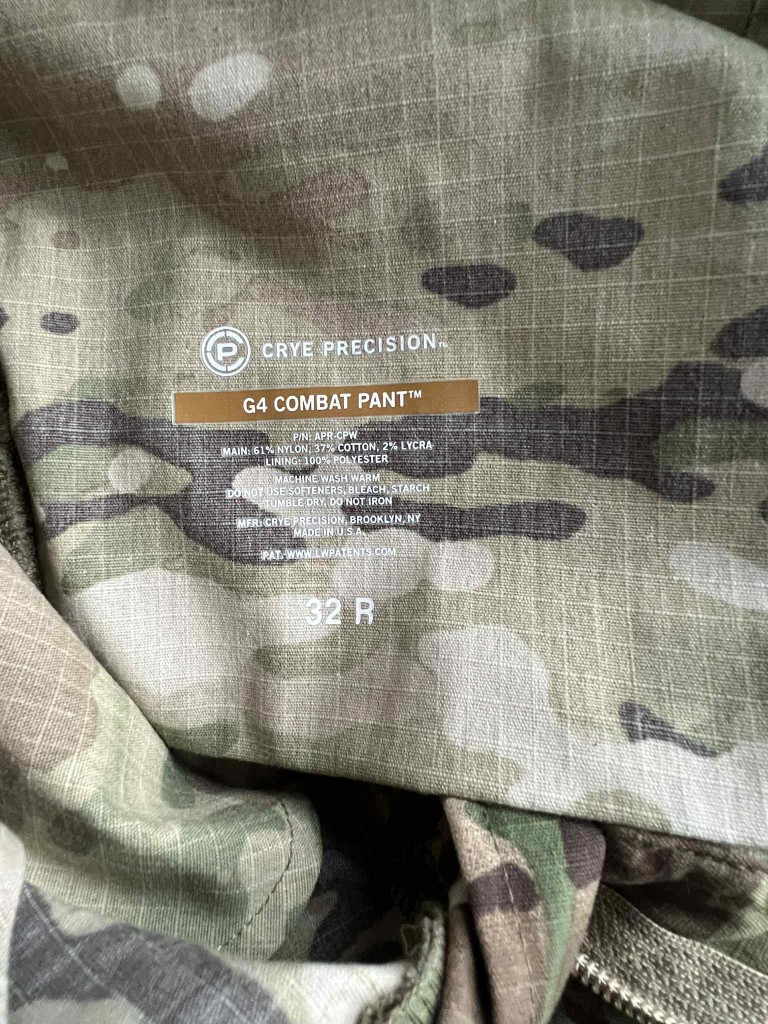 P CRYE PRECISION™
G4 COMBAT PANT™
P/N: APR-CPW
MAIN: 61% NYLON, 37% COTTON, 2% LYCRA
LINING: 100% POLYESTER
MACHINE WASH WARM
DO NOT USE SOFTENERS, BLEACH, STARCH
TUMBLE DRY, DO NOT IRON
MFR: CRYE PRECISION, BROOKLYN, NY
MADE IN U.S.A.
PAT. WWW.LWPATENTS.COM
32 R